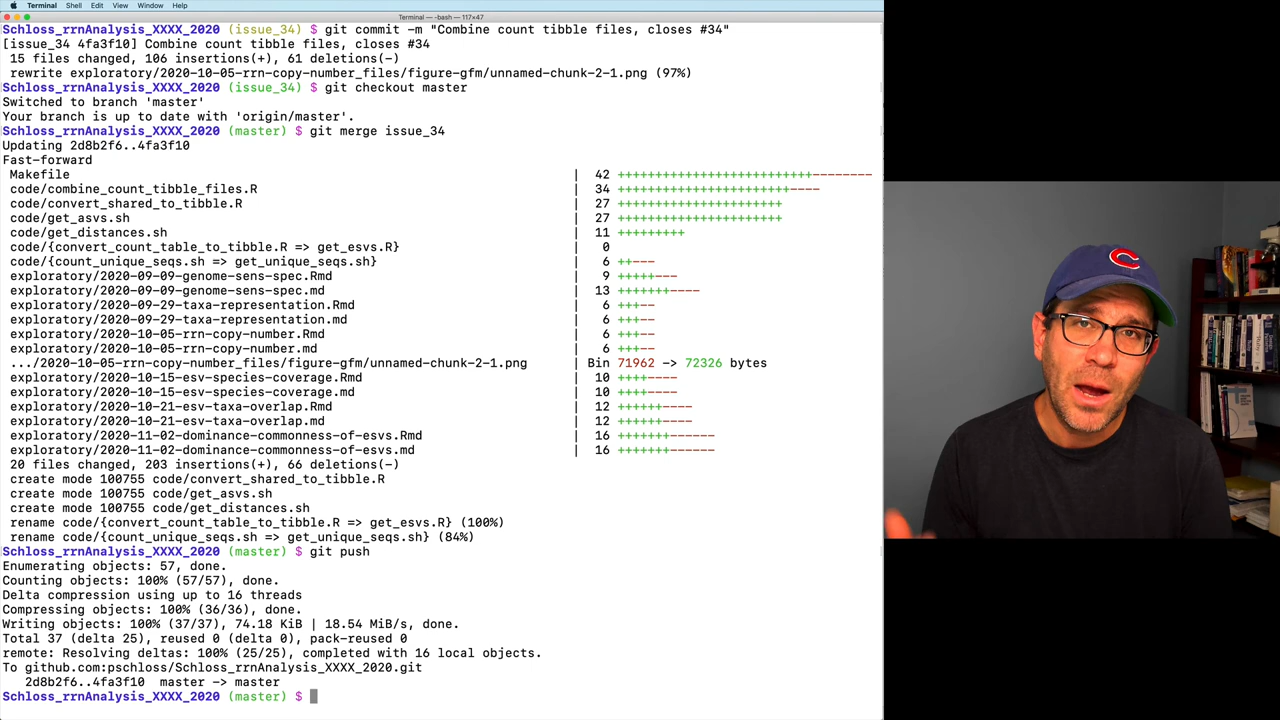 Terminal Shell Edit View Window Help
Terminal — -bash — 117×47
Schloss_rrnAnalysis_XXXX_2020 (issue_34) $ git commit -m "Combine count tibble files, closes #34"
[issue_34 4fa3f10] Combine count tibble files, closes #34
15 files changed, 106 insertions(+), 61 deletions(-)
rewrite exploratory/2020-10-05-rrn-copy-number_files/figure-gfm/unnamed-chunk-2-1.png (97%)
Schloss_rrnAnalysis_XXXX_2020 (issue_34) $ git checkout master
Switched to branch 'master'
Your branch is up to date with 'origin/master'.
Schloss_rrnAnalysis_XXXX_2020 (master) $ git merge issue_34
Updating 2d8b2f6..4fa3f10
Fast-forward
Makefile | 42 ++++++++++++++++++++++++++--------
code/combine_count_tibble_files.R | 34 +++++++++++++++++++++++----
code/convert_shared_to_tibble.R | 27 ++++++++++++++++++++++
code/get_asvs.sh | 27 ++++++++++++++++++++++
code/get_distances.sh | 11 +++++++++
code/{convert_count_table_to_tibble.R => get_esvs.R} | 0
code/{count_unique_seqs.sh => get_unique_seqs.sh} | 6 ++---
exploratory/2020-09-09-genome-sens-spec.Rmd | 9 +++++---
exploratory/2020-09-09-genome-sens-spec.md | 13 +++++++----
exploratory/2020-09-29-taxa-representation.Rmd | 6 +++--
exploratory/2020-09-29-taxa-representation.md | 6 +++--
exploratory/2020-10-05-rrn-copy-number.Rmd | 6 +++--
exploratory/2020-10-05-rrn-copy-number.md | 6 +++--
.../2020-10-05-rrn-copy-number_files/figure-gfm/unnamed-chunk-2-1.png | Bin 71962 -> 72326 bytes
exploratory/2020-10-15-esv-species-coverage.Rmd | 10 ++++----
exploratory/2020-10-15-esv-species-coverage.md | 10 ++++----
exploratory/2020-10-21-esv-taxa-overlap.Rmd | 12 ++++++----
exploratory/2020-10-21-esv-taxa-overlap.md | 12 ++++++----
exploratory/2020-11-02-dominance-commonness-of-esvs.Rmd | 16 +++++++------
exploratory/2020-11-02-dominance-commonness-of-esvs.md | 16 +++++++------
20 files changed, 203 insertions(+), 66 deletions(-)
create mode 100755 code/convert_shared_to_tibble.R
create mode 100755 code/get_asvs.sh
create mode 100755 code/get_distances.sh
rename code/{convert_count_table_to_tibble.R => get_esvs.R} (100%)
rename code/{count_unique_seqs.sh => get_unique_seqs.sh} (84%)
Schloss_rrnAnalysis_XXXX_2020 (master) $ git push
Enumerating objects: 57, done.
Counting objects: 100% (57/57), done.
Delta compression using up to 16 threads
Compressing objects: 100% (36/36), done.
Writing objects: 100% (37/37), 74.18 KiB | 18.54 MiB/s, done.
Total 37 (delta 25), reused 0 (delta 0), pack-reused 0
remote: Resolving deltas: 100% (25/25), completed with 16 local objects.
To github.com:pschloss/Schloss_rrnAnalysis_XXXX_2020.git
2d8b2f6..4fa3f10 master -> master
Schloss_rrnAnalysis_XXXX_2020 (master) $
C